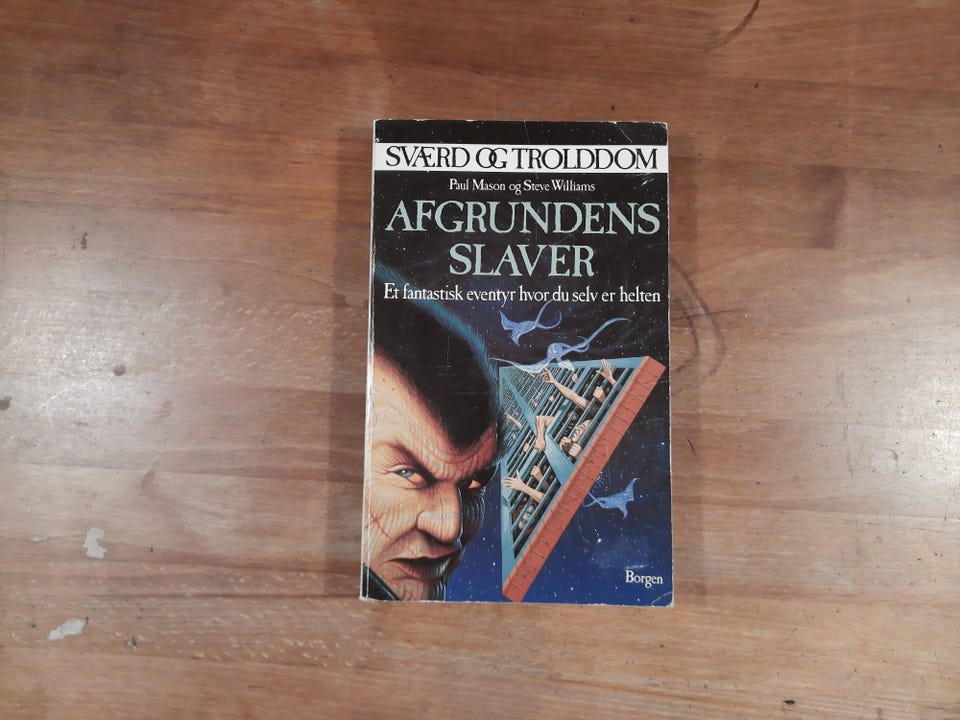 SVÆRD OG TROLDDOM
Paul Mason og Steve Williams
AFGRUNDENS
SLAVER
Et fantastisk eventyr hvor du selv er helten
Borgen